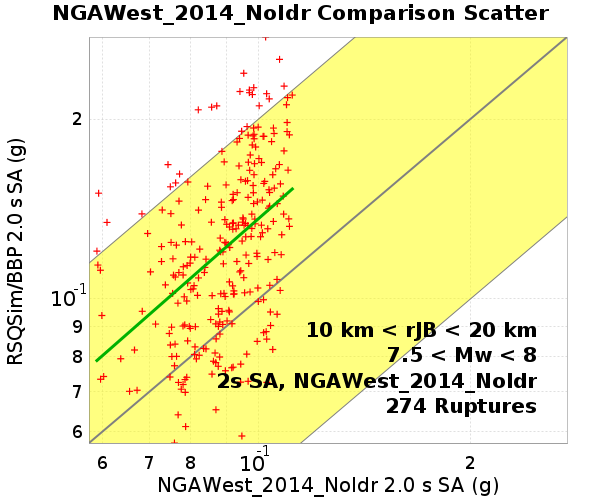 NGAWest_2014_NoIdr Comparison Scatter
RSQSim/BBP 2.0 s SA (g)
2
10⁻¹
9
8
7
6
10 km < rJB < 20 km
7.5 < Mw < 8
2s SA, NGAWest_2014_NoIdr
274 Ruptures
6 7 8 10⁻¹ 2
NGAWest_2014_NoIdr 2.0 s SA (g)